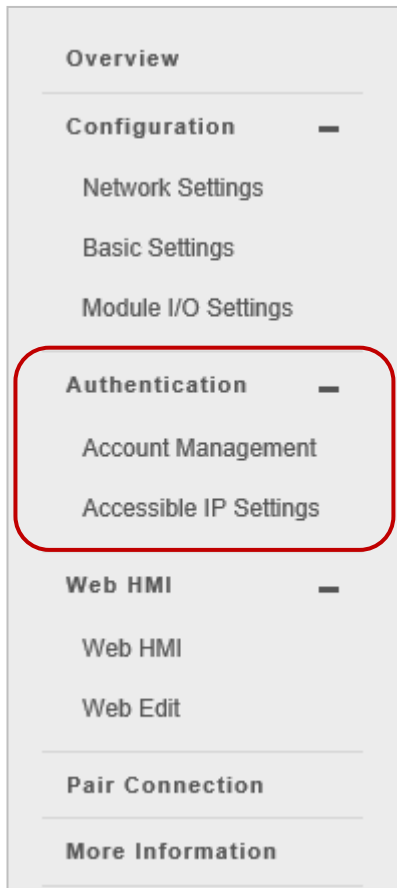 Overview
Configuration
Network Settings
Basic Settings
Module I/O Settings
Authentication
Account Management
Accessible IP Settings
Web HMI
Web HMI
Web Edit
Pair Connection
More Information